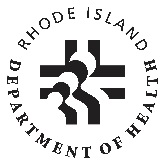 RHODE ISLAND
DEPARTMENT OF HEALTH